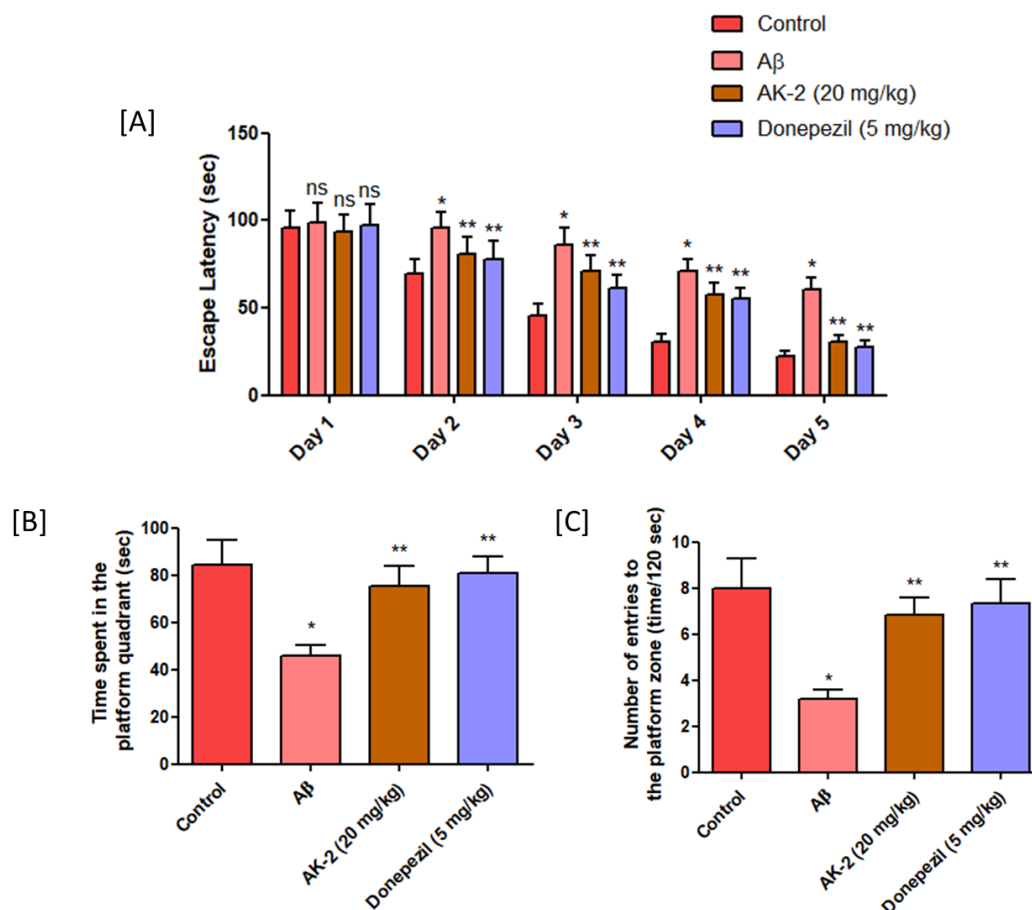 Control
Aβ
AK-2 (20 mg/kg)
Donepezil (5 mg/kg)
[A]
Escape Latency (sec)
150
100
50
0
ns
ns
ns
*
**
**
*
**
**
*
**
**
*
**
**
Day 1
Day 2
Day 3
Day 4
Day 5
[B]
Time spent in the
platform quadrant (sec)
100
80
60
40
20
0
*
**
**
Control
Aβ
AK-2 (20 mg/kg)
Donepezil (5 mg/kg)
[C]
Number of entries to
the platform zone (time/120 sec)
10
8
6
4
2
0
*
**
**
Control
Aβ
AK-2 (20 mg/kg)
Donepezil (5 mg/kg)